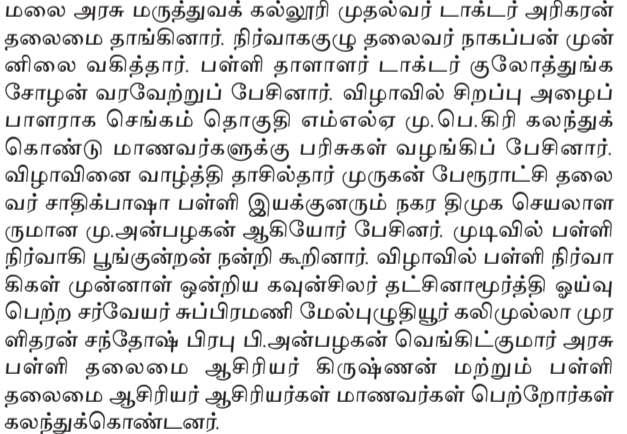 மலை அரசு மருத்துவக் கல்லூரி முதல்வர் டாக்டர் அரிகரன்
தலைமை தாங்கினார். நிர்வாககுழு தலைவர் நாகப்பன் முன்
னிலை வகித்தார். பள்ளி தாளாளர் டாக்டர் குலோத்துங்க
சோழன் வரவேற்றுப் பேசினார். விழாவில் சிறப்பு அழைப்
பாளராக செங்கம் தொகுதி எம்எல்ஏ மு.பெ.கிரி கலந்துக்
கொண்டு மாணவர்களுக்கு பரிசுகள் வழங்கிப் பேசினார்.
விழாவினை வாழ்த்தி தாசில்தார் முருகன் பேரூராட்சி தலை
வர் சாதிக்பாஷா பள்ளி இயக்குனரும் நகர திமுக செயலாள
ருமான மு.அன்பழகன் ஆகியோர் பேசினர். முடிவில் பள்ளி
நிர்வாகி பூங்குன்றன் நன்றி கூறினார். விழாவில் பள்ளி நிர்வா
கிகள் முன்னாள் ஒன்றிய கவுன்சிலர் தட்சினாமூர்த்தி ஓய்வு
பெற்ற சர்வேயர் சுப்பிரமணி மேல்புழுதியூர் கலிமுல்லா முர
ளிதரன் சந்தோஷ் பிரபு பி.அன்பழகன் வெங்கிட்குமார் அரசு
பள்ளி தலைமை ஆசிரியர் கிருஷ்ணன் மற்றும் பள்ளி
தலைமை ஆசிரியர் ஆசிரியர்கள் மாணவர்கள் பெற்றோர்கள்
கலந்துக்கொண்டனர்.